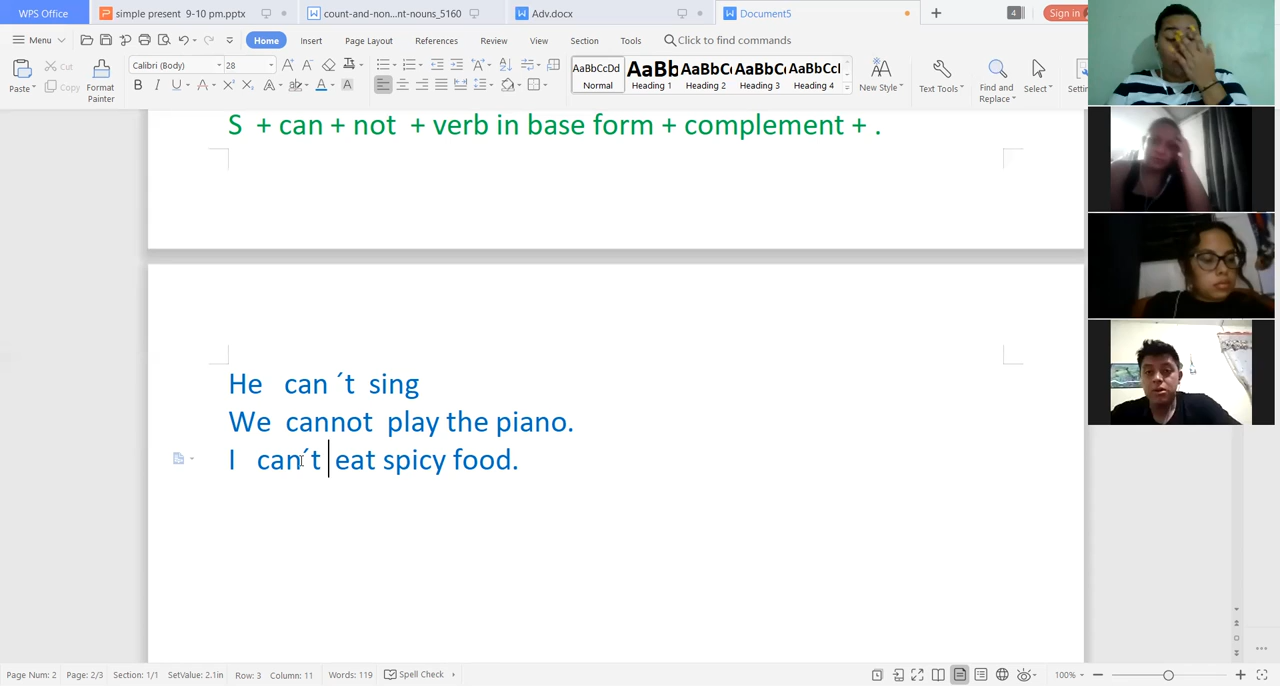 WPS Office simple present 9-10 pm.pptx count-and-non...nt-nouns_5160 Adv.docx Document5 + 4 Sign in
Menu Home Insert Page Layout References Review View Section Tools Click to find commands
Paste Cut Copy Format Painter Calibri (Body) 28 B I U A AaBbCcDd Normal AaBb Heading 1 AaBbC Heading 2 AaBbC Heading 3 AaBbCcl Heading 4 New Style Text Tools Find and Replace Select
S + can + not + verb in base form + complement + .
He can ´t sing
We cannot play the piano.
I can´t eat spicy food.
Page Num: 2 Page: 2/3 Section: 1/1 SetValue: 2.1in Row: 3 Column: 11 Words: 119 Spell Check 100%